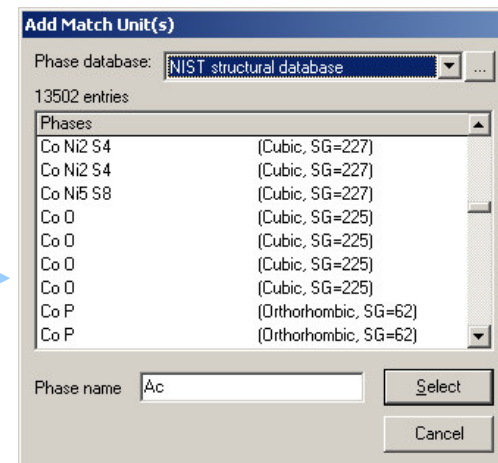 Add Match Unit(s)
Phase database: NIST structural database ...
13502 entries
Phases
Co Ni2 S4 (Cubic, SG=227)
Co Ni2 S4 (Cubic, SG=227)
Co Ni5 S8 (Cubic, SG=227)
Co O (Cubic, SG=225)
Co O (Cubic, SG=225)
Co O (Cubic, SG=225)
Co O (Cubic, SG=225)
Co P (Orthorhombic, SG=62)
Co P (Orthorhombic, SG=62)
Phase name Ac Select
Cancel